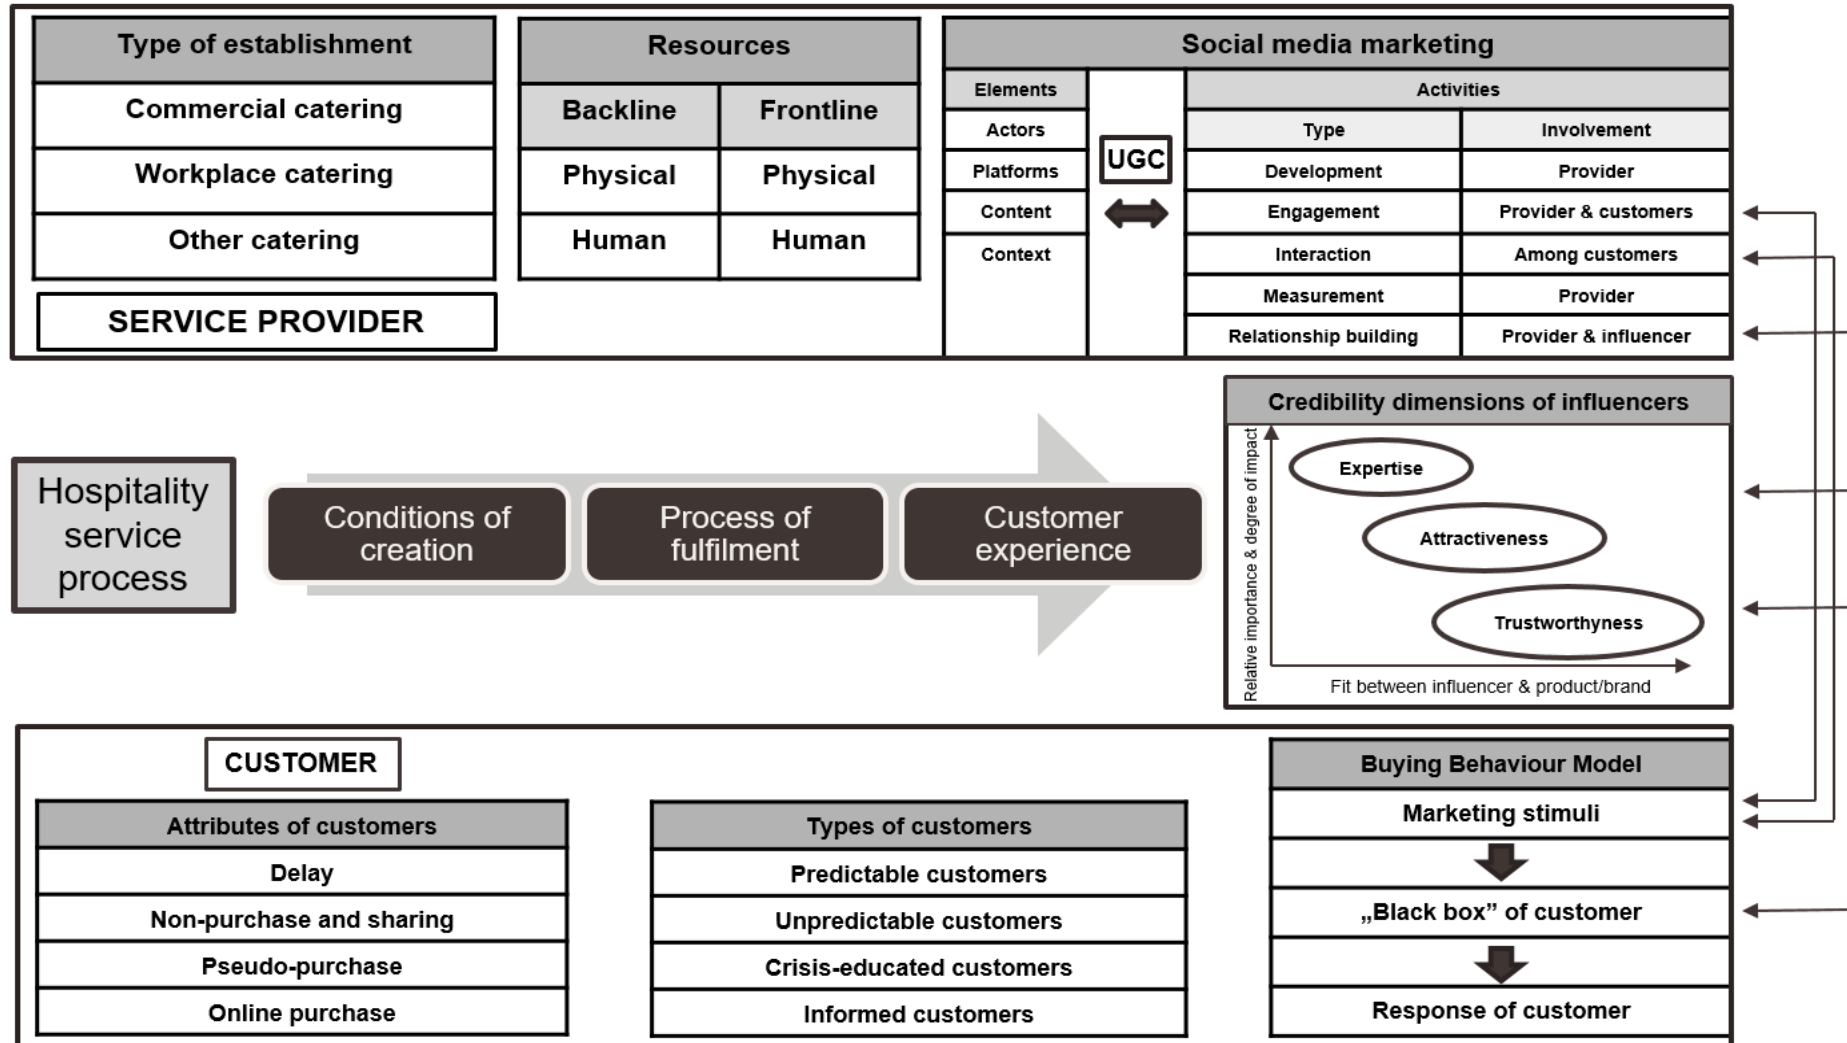 Type of establishment
Commercial catering
Workplace catering
Other catering
SERVICE PROVIDER
Resources
Backline Frontline
Physical Physical
Human Human
Social media marketing
Elements
Actors
Platforms
Content
Context
UGC
Activities
Type Involvement
Development Provider
Engagement Provider & customers
Interaction Among customers
Measurement Provider
Relationship building Provider & influencer
Hospitality
service
process
Conditions of
creation
Process of
fulfilment
Customer
experience
Credibility dimensions of influencers
Relative importance & degree of impact
Expertise
Attractiveness
Trustworthyness
Fit between influencer & product/brand
CUSTOMER
Attributes of customers
Delay
Non-purchase and sharing
Pseudo-purchase
Online purchase
Types of customers
Predictable customers
Unpredictable customers
Crisis-educated customers
Informed customers
Buying Behaviour Model
Marketing stimuli
„Black box” of customer
Response of customer